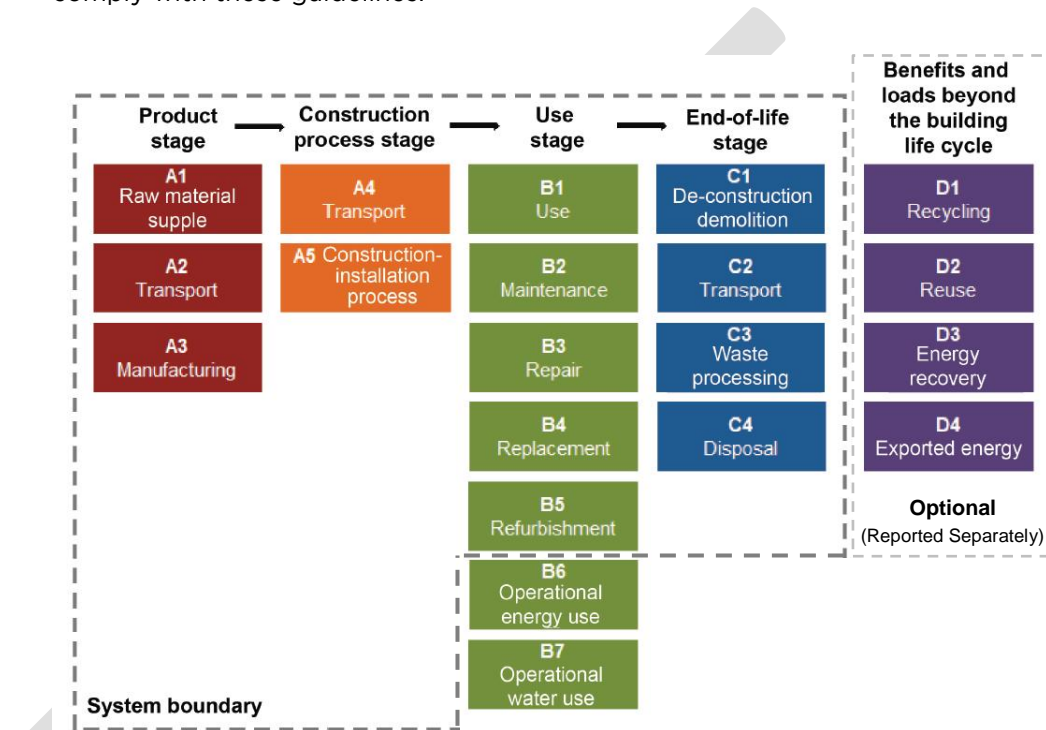 comply with these guidelines.
Product
stage
Construction
process stage
Use
stage
End-of-life
stage
Benefits and
loads beyond
the building
life cycle
A1
Raw material
supple
A2
Transport
A3
Manufacturing
A4
Transport
A5 Construction-
installation
process
B1
Use
B2
Maintenance
B3
Repair
B4
Replacement
B5
Refurbishment
B6
Operational
energy use
B7
Operational
water use
C1
De-construction
demolition
C2
Transport
C3
Waste
processing
C4
Disposal
D1
Recycling
D2
Reuse
D3
Energy
recovery
D4
Exported energy
Optional
(Reported Separately)
System boundary